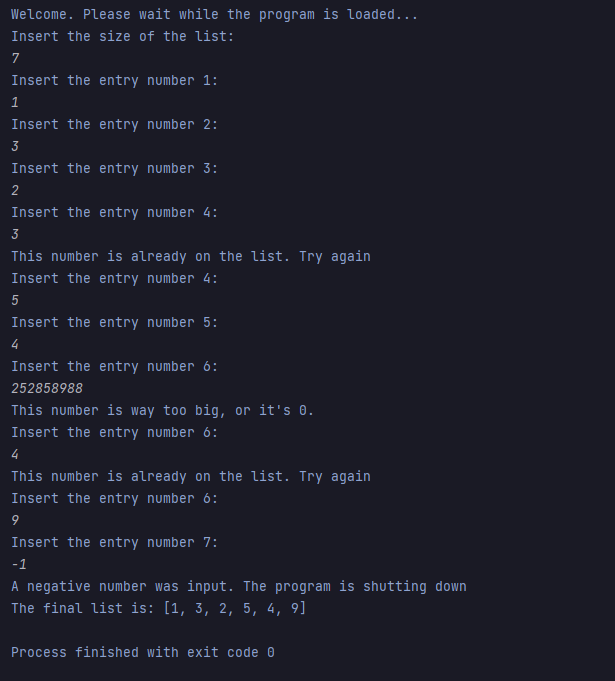 Welcome. Please wait while the program is loaded...
Insert the size of the list:
7
Insert the entry number 1:
1
Insert the entry number 2:
3
Insert the entry number 3:
2
Insert the entry number 4:
3
This number is already on the list. Try again
Insert the entry number 4:
5
Insert the entry number 5:
4
Insert the entry number 6:
252858988
This number is way too big, or it's 0.
Insert the entry number 6:
4
This number is already on the list. Try again
Insert the entry number 6:
9
Insert the entry number 7:
-1
A negative number was input. The program is shutting down
The final list is: [1, 3, 2, 5, 4, 9]
Process finished with exit code 0